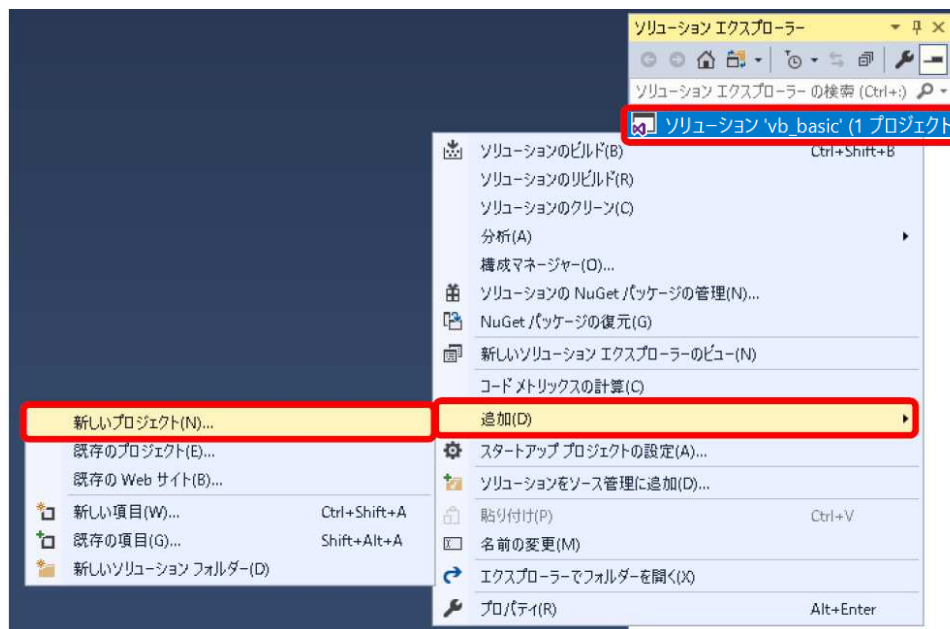 ソリューション エクスプローラー
ソリューション エクスプローラー の検索 (Ctrl+:)
ソリューション 'vb_basic' (1 プロジェクト
ソリューションのビルド(B) Ctrl+Shift+B
ソリューションのリビルド(R)
ソリューションのクリーン(C)
分析(A)
構成マネージャー(O)...
ソリューションの NuGet パッケージの管理(N)...
NuGet パッケージの復元(G)
新しいソリューション エクスプローラーのビュー(N)
コード メトリックスの計算(C)
追加(D)
スタートアップ プロジェクトの設定(A)...
ソリューションをソース管理に追加(D)...
貼り付け(P) Ctrl+V
名前の変更(M)
エクスプローラーでフォルダーを開く(X)
プロパティ(R) Alt+Enter
新しいプロジェクト(N)...
既存のプロジェクト(E)...
既存の Web サイト(B)...
新しい項目(W)... Ctrl+Shift+A
既存の項目(G)... Shift+Alt+A
新しいソリューション フォルダー(D)